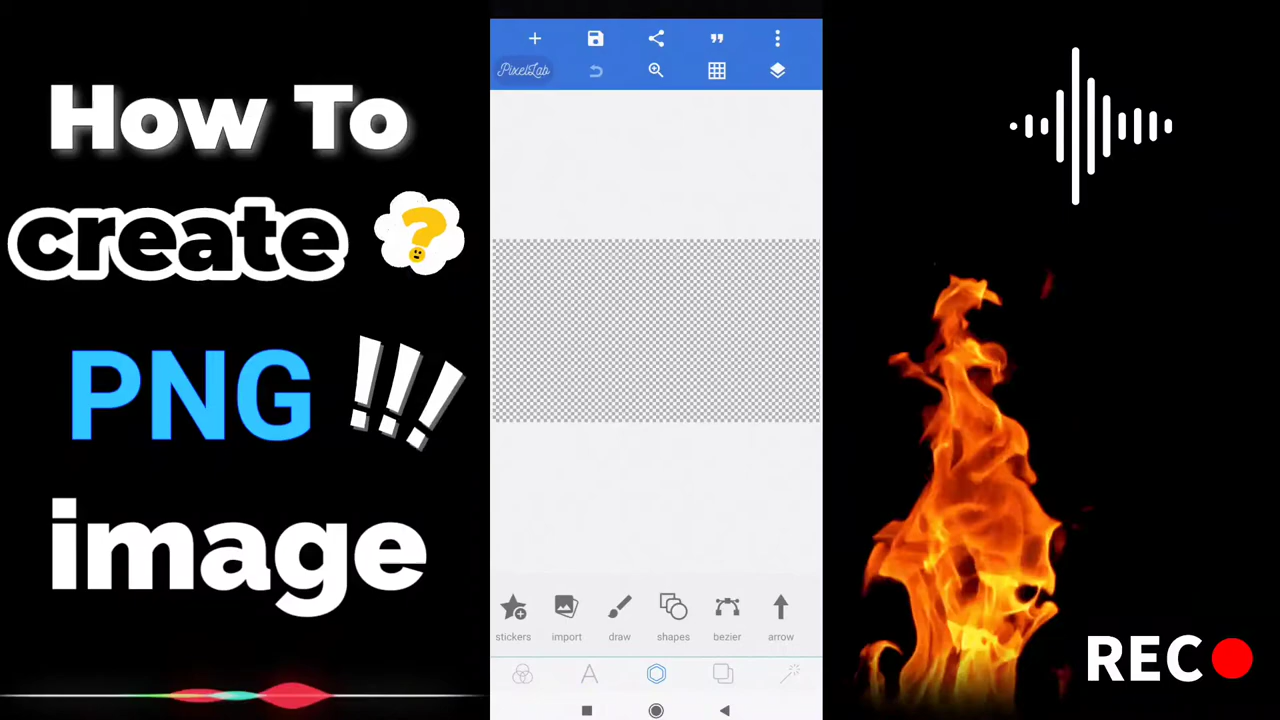 How To
create
PNG !!!
image
PixelLab
stickers import draw shapes bezier arrow
REC